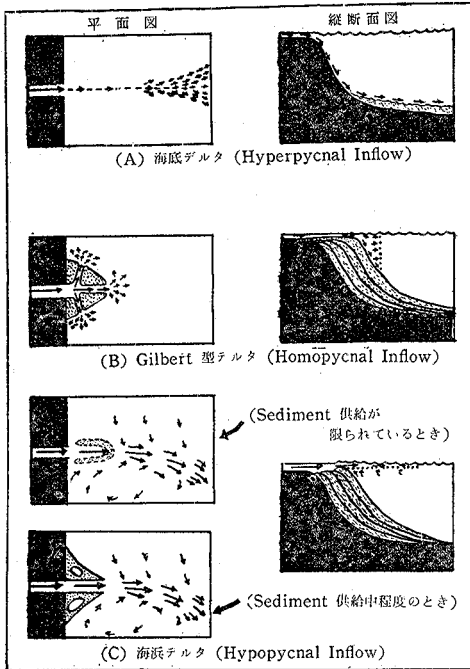 平面図
縦断面図
(A) 海底デルタ (Hyperpycnal Inflow)
(B) Gilbert 型デルタ (Homopycnal Inflow)
(Sediment 供給が
限られているとき)
(Sediment 供給中程度のとき)
(C) 海浜デルタ (Hypopycnal Inflow)